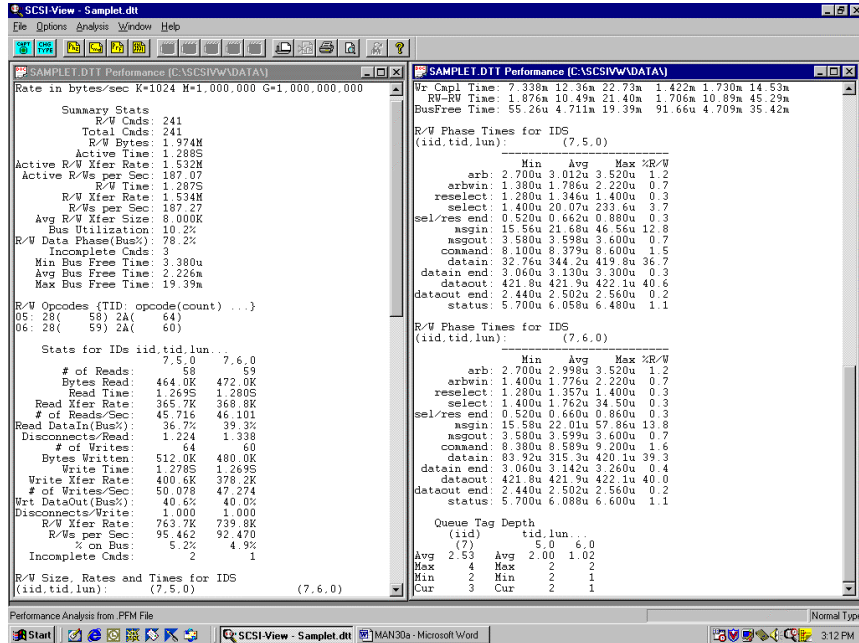 SCSI-View - Samplet.dtt
File Options Analysis Window Help
SAMPLET.DTT Performance (C:\SCSIVW\DATA\)
Rate in bytes/sec K=1024 M=1,000,000 G=1,000,000,000
Summary Stats
R/W Cmds: 241
Total Cmds: 241
R/W Bytes: 1.974M
Active Time: 1.288S
Active R/W Xfer Rate: 1.532M
Active R/Ws per Sec: 187.07
R/W Time: 1.287S
R/W Xfer Rate: 1.534M
R/Ws per Sec: 187.27
Avg R/W Xfer Size: 8.000K
Bus Utilization: 10.2%
R/W Data Phase(Bus%): 78.2%
Incomplete Cmds: 3
Min Bus Free Time: 3.380u
Avg Bus Free Time: 2.226m
Max Bus Free Time: 19.39m
R/W Opcodes {TID: opcode(count) ...}
05: 28( 58) 2A( 64)
06: 28( 59) 2A( 60)
Stats for IDs iid,tid,lun...
7,5,0 7,6,0
# of Reads: 58 59
Bytes Read: 464.0K 472.0K
Read Time: 1.269S 1.280S
Read Xfer Rate: 365.7K 368.8K
# of Reads/Sec: 45.716 46.101
Read DataIn(Bus%): 36.7% 39.3%
Disconnects/Read: 1.224 1.338
# of Writes: 64 60
Bytes Written: 512.0K 480.0K
Write Time: 1.278S 1.269S
Write Xfer Rate: 400.6K 378.2K
# of Writes/Sec: 50.078 47.274
Wrt DataOut(Bus%): 40.6% 40.0%
Disconnects/Write: 1.000 1.000
R/W Xfer Rate: 763.7K 739.8K
R/Ws per Sec: 95.462 92.470
% on Bus: 5.2% 4.9%
Incomplete Cmds: 2 1
R/W Size, Rates and Times for IDS
(iid,tid,lun): (7,5,0) (7,6,0)
SAMPLET.DTT Performance (C:\SCSIVW\DATA\)
Wr Cmpl Time: 7.338m 12.36m 22.73m 1.422m 1.730m 14.53m
RW-RW Time: 1.876m 10.49m 21.40m 1.706m 10.89m 45.29m
BusFree Time: 55.26u 4.711m 19.39m 91.66u 4.709m 35.42m
R/W Phase Times for IDS
(iid,tid,lun): (7,5,0)
Min Avg Max %R/W
arb: 2.700u 3.012u 3.520u 1.2
arbwin: 1.380u 1.786u 2.220u 0.7
reselect: 1.280u 1.346u 1.400u 0.3
select: 1.400u 20.07u 233.6u 3.7
sel/res end: 0.520u 0.662u 0.880u 0.3
msgin: 15.56u 21.68u 46.56u 12.8
msgout: 3.580u 3.598u 3.600u 0.7
command: 8.100u 8.379u 8.600u 1.5
datain: 32.76u 344.2u 419.8u 36.7
datain end: 3.060u 3.130u 3.300u 0.3
dataout: 421.8u 421.9u 422.1u 40.6
dataout end: 2.440u 2.502u 2.560u 0.2
status: 5.700u 6.058u 6.480u 1.1
R/W Phase Times for IDS
(iid,tid,lun): (7,6,0)
Min Avg Max %R/W
arb: 2.700u 2.998u 3.520u 1.2
arbwin: 1.400u 1.776u 2.220u 0.7
reselect: 1.280u 1.357u 1.400u 0.3
select: 1.400u 1.762u 34.50u 0.3
sel/res end: 0.520u 0.660u 0.860u 0.3
msgin: 15.58u 22.01u 57.86u 13.8
msgout: 3.580u 3.599u 3.600u 0.7
command: 8.380u 8.589u 9.200u 1.6
datain: 83.92u 315.3u 420.1u 39.3
datain end: 3.060u 3.142u 3.260u 0.4
dataout: 421.8u 421.9u 422.1u 40.0
dataout end: 2.440u 2.502u 2.560u 0.2
status: 5.700u 6.088u 6.600u 1.1
Queue Tag Depth
(iid) tid,lun...
(7) 5,0 6,0
Avg 2.53 Avg 2.00 1.02
Max 4 Max 2 2
Min 2 Min 2 1
Cur 3 Cur 2 1
Performance Analysis from .PFM File
Normal Typ
Start SCSI-View - Samplet.dtt MAN30a - Microsoft Word 3:12 PM